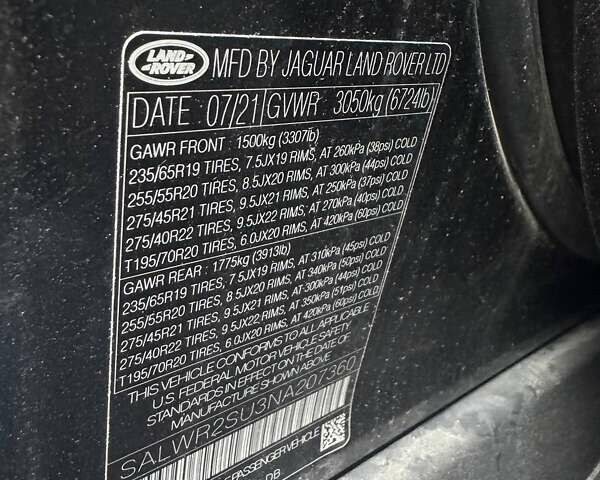 LAND ROVER
MFD BY JAGUAR LAND ROVER LTD
DATE: 07/21 GVWR: 3050kg (6724lb)
GAWR FRONT: 1500kg (3307lb)
235/65R19 TIRES, 7.5JX19 RIMS, AT 260kPa (38psi) COLD
255/55R20 TIRES, 8.5JX20 RIMS, AT 300kPa (44psi) COLD
275/45R21 TIRES, 9.5JX21 RIMS, AT 250kPa (37psi) COLD
275/40R22 TIRES, 9.5JX22 RIMS, AT 270kPa (40psi) COLD
T195/70R20 TIRES, 6.0JX20 RIMS, AT 420kPa (60psi) COLD
GAWR REAR: 1775kg (3913lb)
235/65R19 TIRES, 7.5JX19 RIMS, AT 310kPa (45psi) COLD
255/55R20 TIRES, 8.5JX20 RIMS, AT 340kPa (50psi) COLD
275/45R21 TIRES, 9.5JX21 RIMS, AT 300kPa (44psi) COLD
275/40R22 TIRES, 9.5JX22 RIMS, AT 350kPa (51psi) COLD
T195/70R20 TIRES, 6.0JX20 RIMS, AT 420kPa (60psi) COLD
THIS VEHICLE CONFORMS TO ALL APPLICABLE
U.S. FEDERAL MOTOR VEHICLE SAFETY
STANDARDS IN EFFECT ON THE DATE OF
MANUFACTURE SHOWN ABOVE.
SALWR2SU3NA207360
PASSENGER VEHICLE